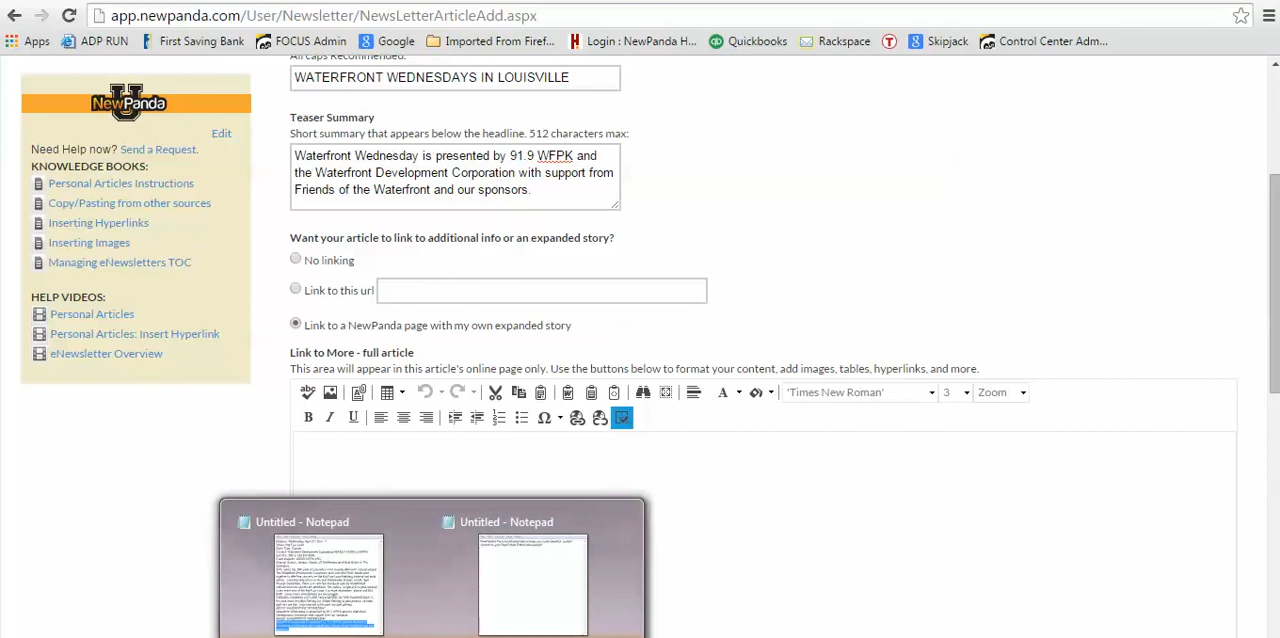 app.newpanda.com/User/Newsletter/NewsLetterArticleAdd.aspx
Apps ADP RUN First Saving Bank FOCUS Admin Google Imported From Firef... Login : NewPanda H... Quickbooks Rackspace T Skipjack Control Center Adm...
All caps Recommended.
WATERFRONT WEDNESDAYS IN LOUISVILLE
NewPanda
Edit
Need Help now? Send a Request.
KNOWLEDGE BOOKS:
Personal Articles Instructions
Copy/Pasting from other sources
Inserting Hyperlinks
Inserting Images
Managing eNewsletters TOC
HELP VIDEOS:
Personal Articles
Personal Articles: Insert Hyperlink
eNewsletter Overview
Teaser Summary
Short summary that appears below the headline. 512 characters max:
Waterfront Wednesday is presented by 91.9 WFPK and
the Waterfront Development Corporation with support from
Friends of the Waterfront and our sponsors.
Want your article to link to additional info or an expanded story?
No linking
Link to this url
Link to a NewPanda page with my own expanded story
Link to More - full article
This area will appear in this article's online page only. Use the buttons below to format your content, add images, tables, hyperlinks, and more.
abc A 'Times New Roman' 3 Zoom
B I U Ω
Untitled - Notepad Untitled - Notepad